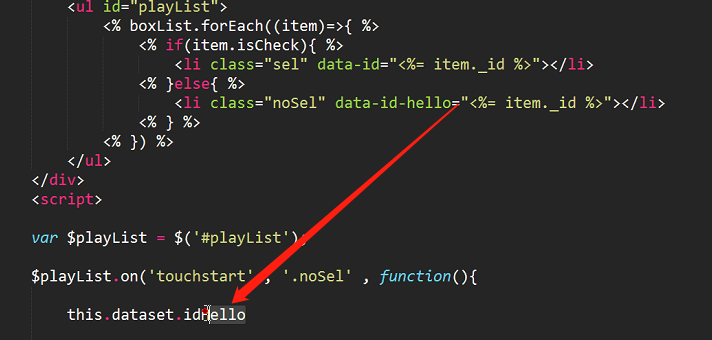 <ul id="playList">
<% boxList.forEach((item)=>{ %>
<% if(item.isCheck){ %>
<li class="sel" data-id="<%= item._id %>"></li>
<% }else{ %>
<li class="noSel" data-id-hello="<%= item._id %>"></li>
<% } %>
<% }) %>
</ul>
</div>
<script>
var $playList = $('#playList');
$playList.on('touchstart' , '.noSel' , function(){
this.dataset.idHello